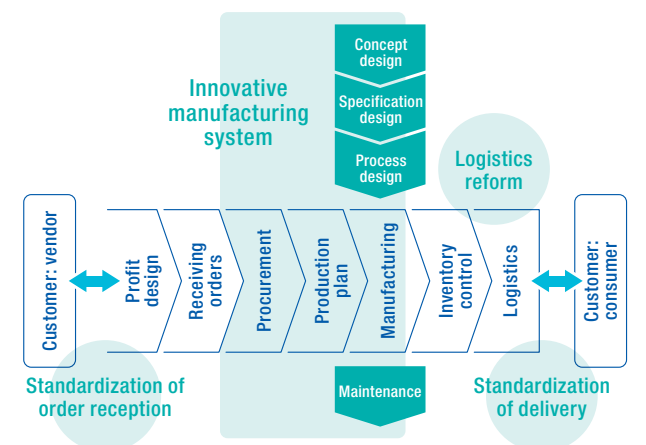 Concept
design
Specification
design
Process
design
Innovative
manufacturing
system
Logistics
reform
Customer: vendor
Profit
design
Receiving
orders
Procurement
Production
plan
Manufacturing
Inventory
control
Logistics
Customer:
consumer
Standardization of
order reception
Maintenance
Standardization
of delivery